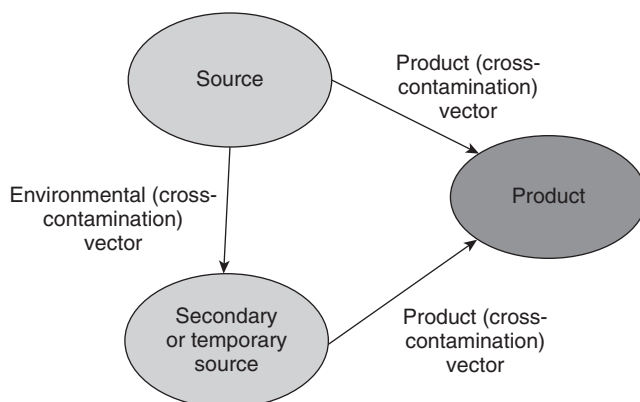 Source
Product (cross-
contamination)
vector
Product
Environmental (cross-
contamination)
vector
Secondary
or temporary
source
Product (cross-
contamination)
vector